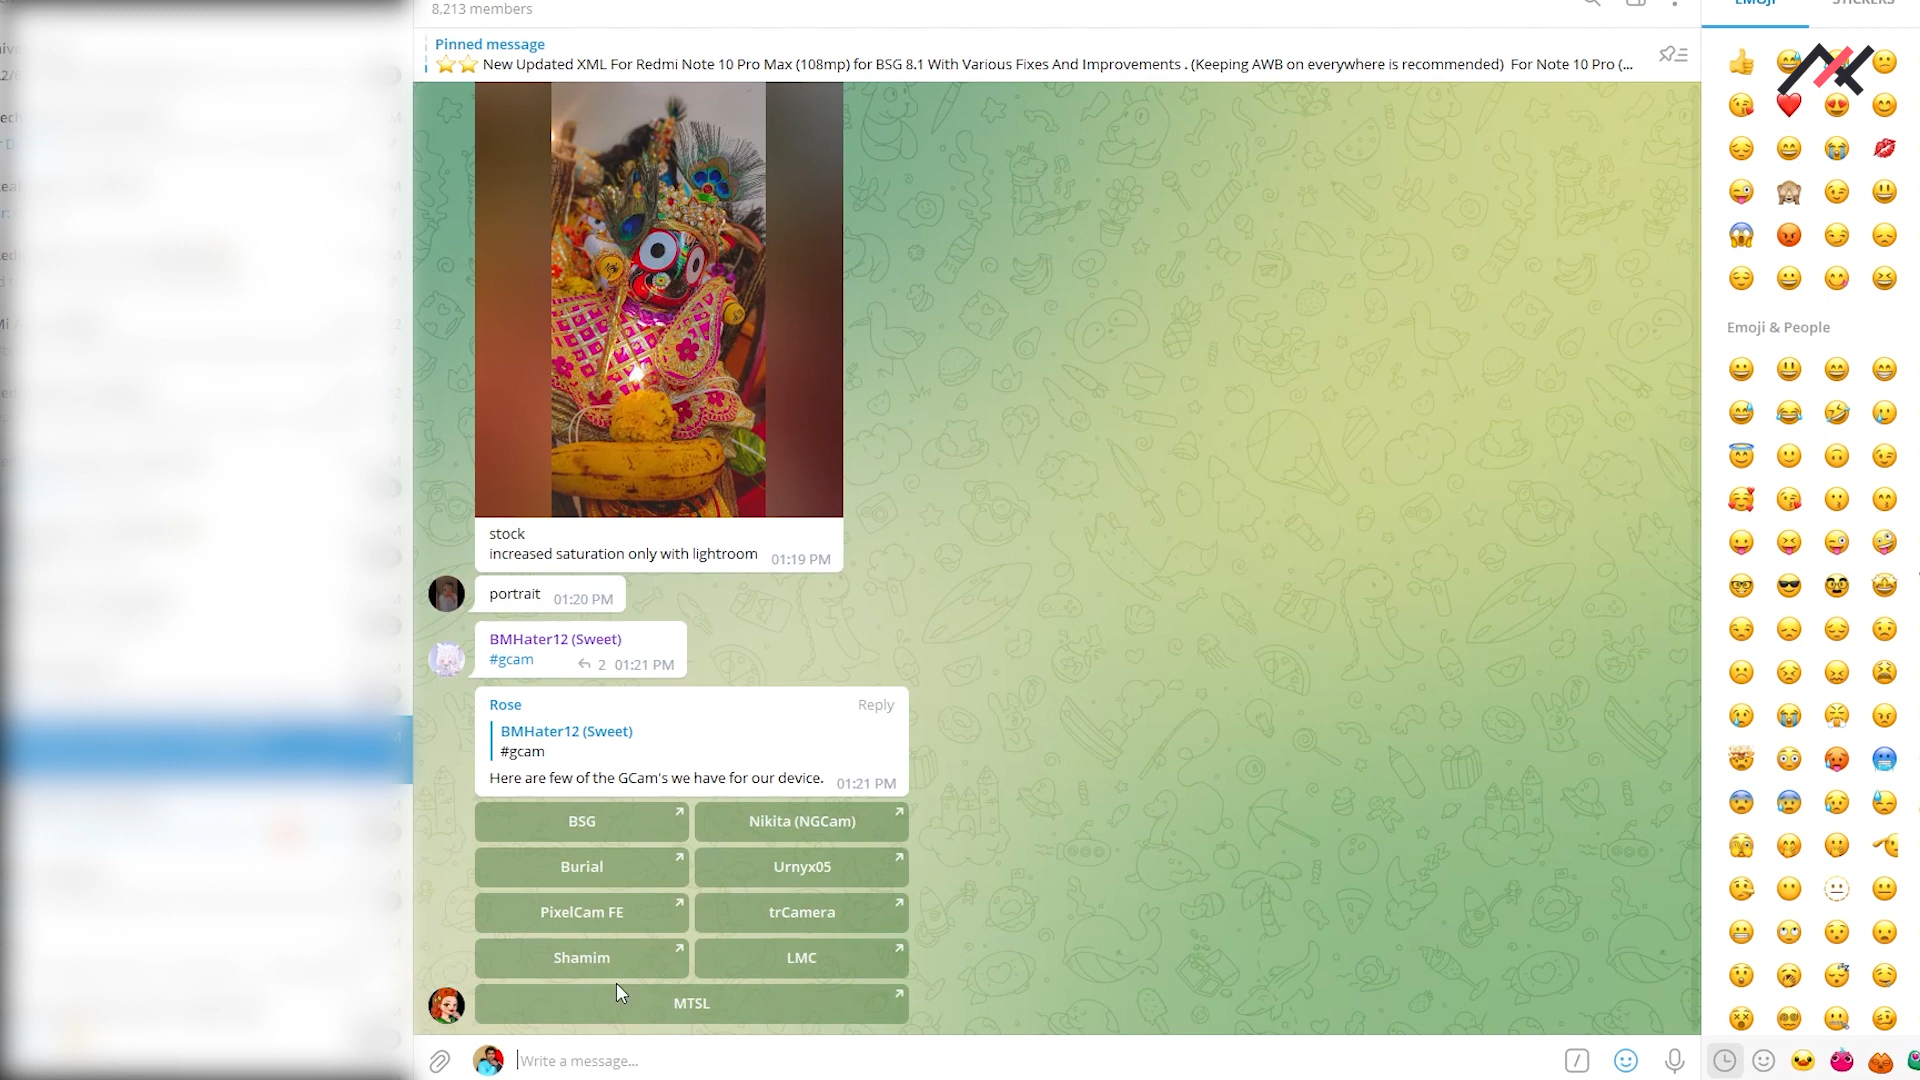 8,213 members
EMOJI
STICKERS
Pinned message
⭐⭐ New Updated XML For Redmi Note 10 Pro Max (108mp) for BSG 8.1 With Various Fixes And Improvements . (Keeping AWB on everywhere is recommended) For Note 10 Pro (...
stock
increased saturation only with lightroom 01:19 PM
portrait 01:20 PM
BMHater12 (Sweet)
#gcam 2 01:21 PM
Rose Reply
BMHater12 (Sweet)
#gcam
Here are few of the GCam's we have for our device. 01:21 PM
BSG
Nikita (NGCam)
Burial
Urnyx05
PixelCam FE
trCamera
Shamim
LMC
MTSL
Write a message...
Emoji & People